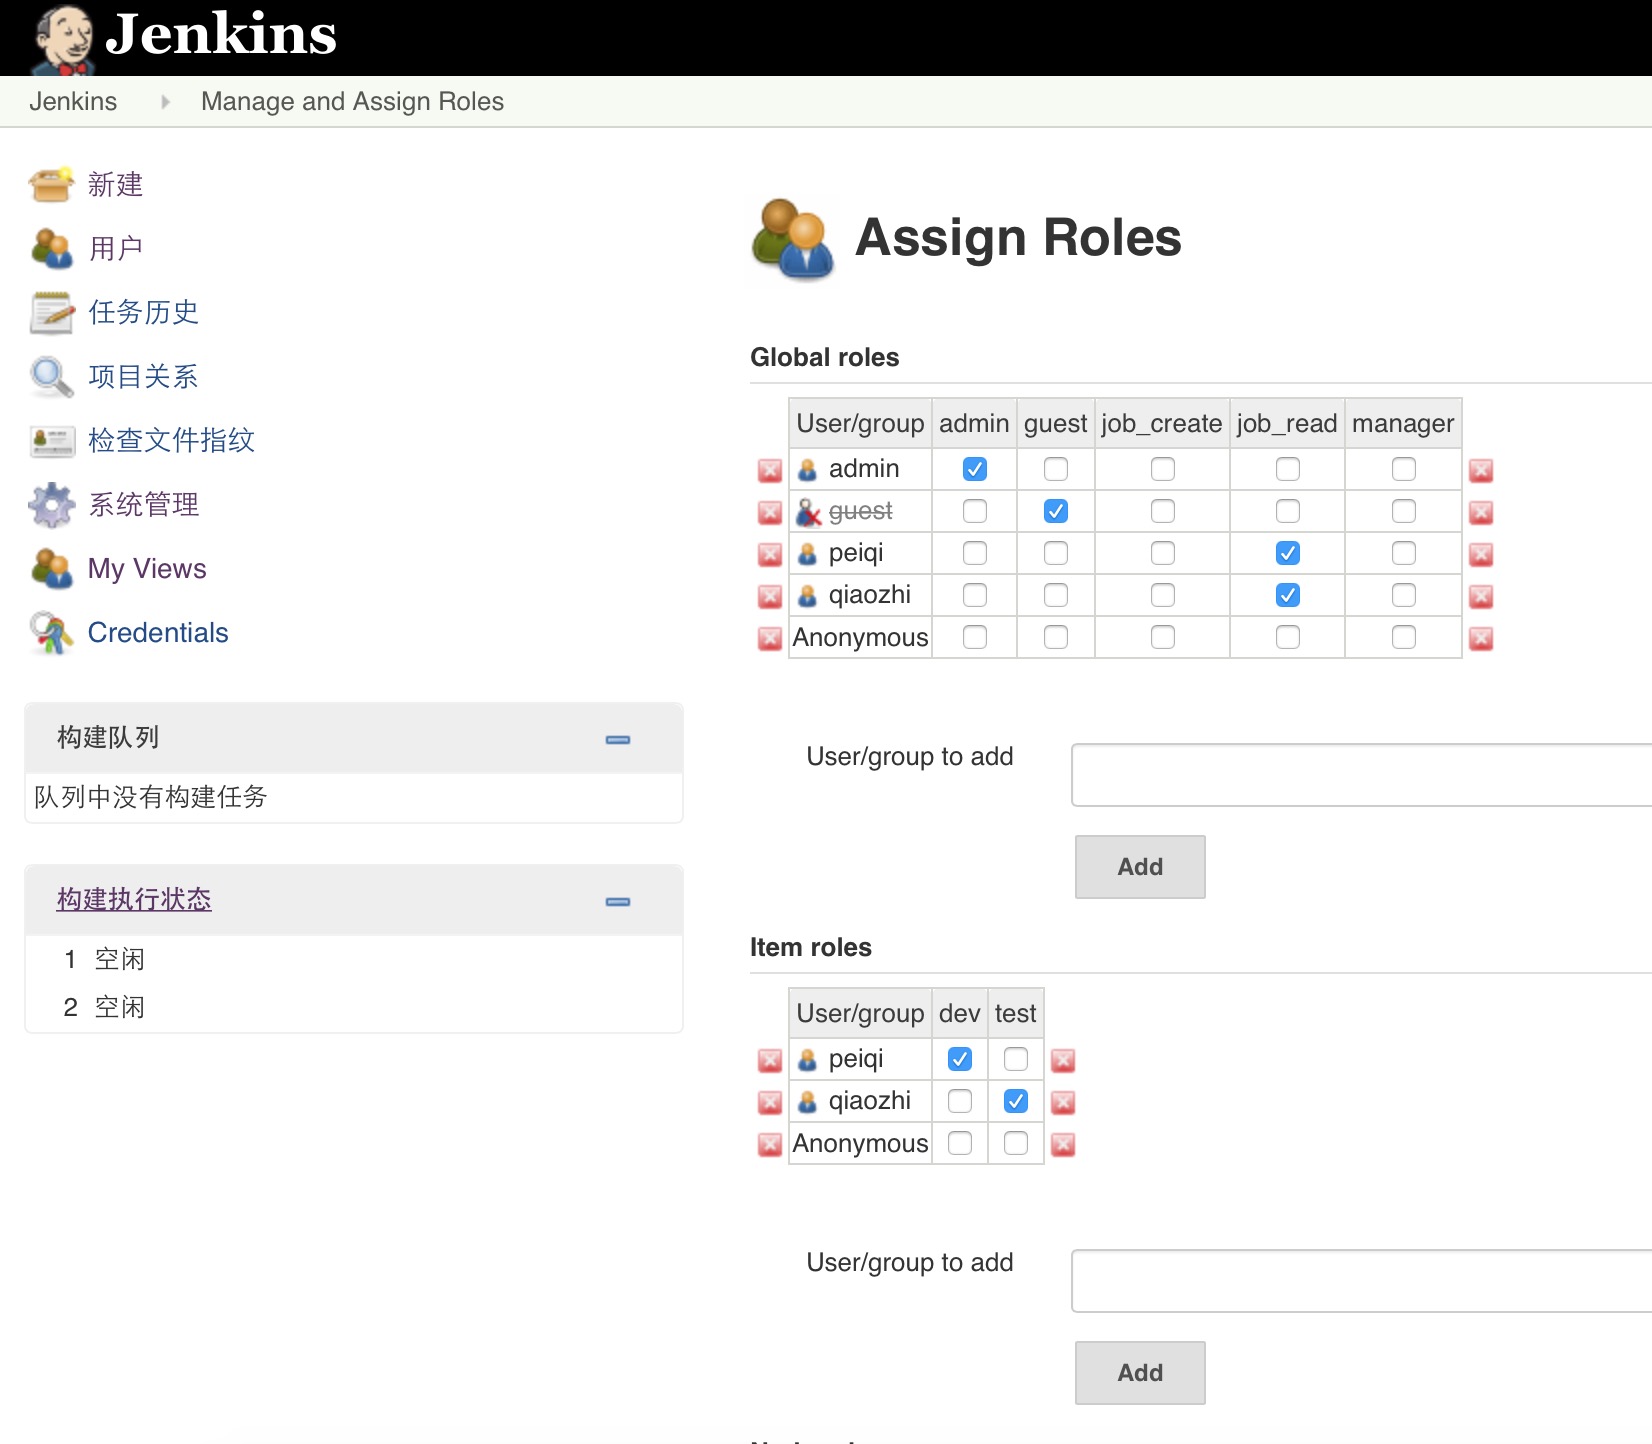 Jenkins
Jenkins Manage and Assign Roles
新建
用户
任务历史
项目关系
检查文件指纹
系统管理
My Views
Credentials
构建队列
队列中没有构建任务
构建执行状态
1 空闲
2 空闲
Assign Roles
Global roles
User/group admin guest job_create job_read manager
admin
guest
peiqi
qiaozhi
Anonymous
User/group to add
Add
Item roles
User/group dev test
peiqi
qiaozhi
Anonymous
User/group to add
Add